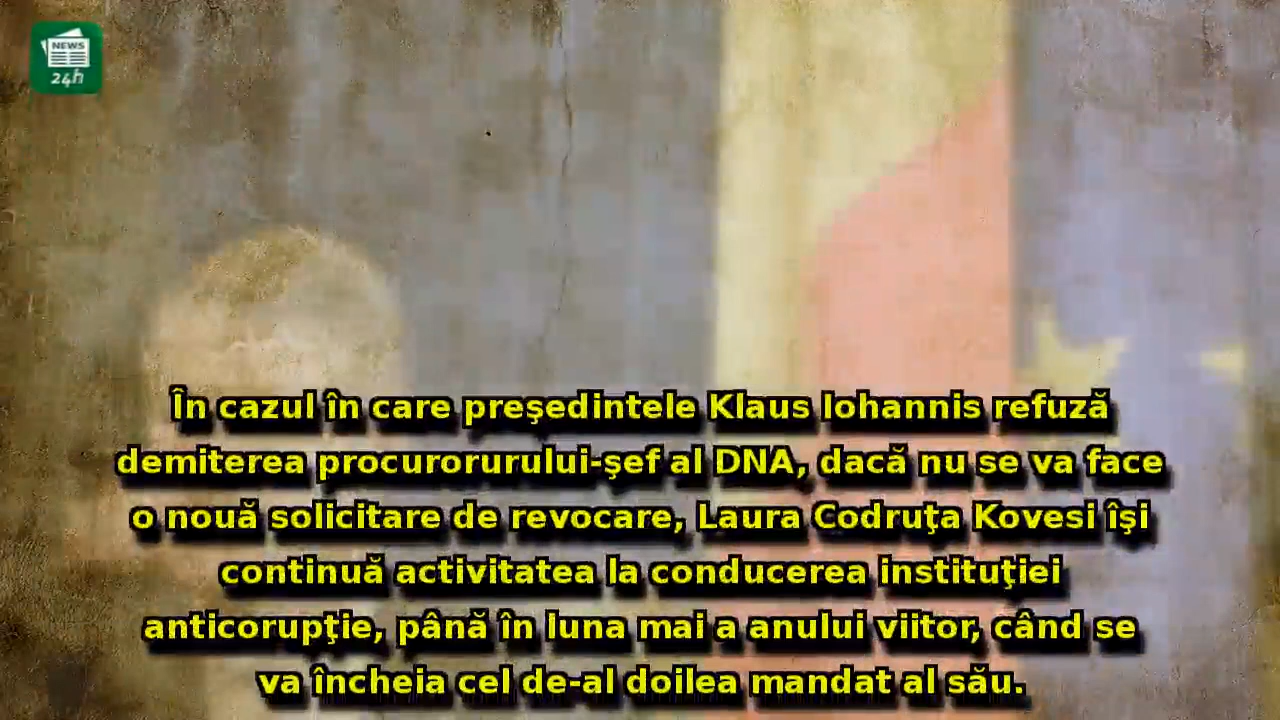 NEWS
24h
În cazul în care preşedintele Klaus Iohannis refuză
demiterea procurorurului-şef al DNA, dacă nu se va face
o nouă solicitare de revocare, Laura Codruţa Kovesi îşi
continuă activitatea la conducerea instituţiei
anticorupţie, până în luna mai a anului viitor, când se
va încheia cel de-al doilea mandat al său.